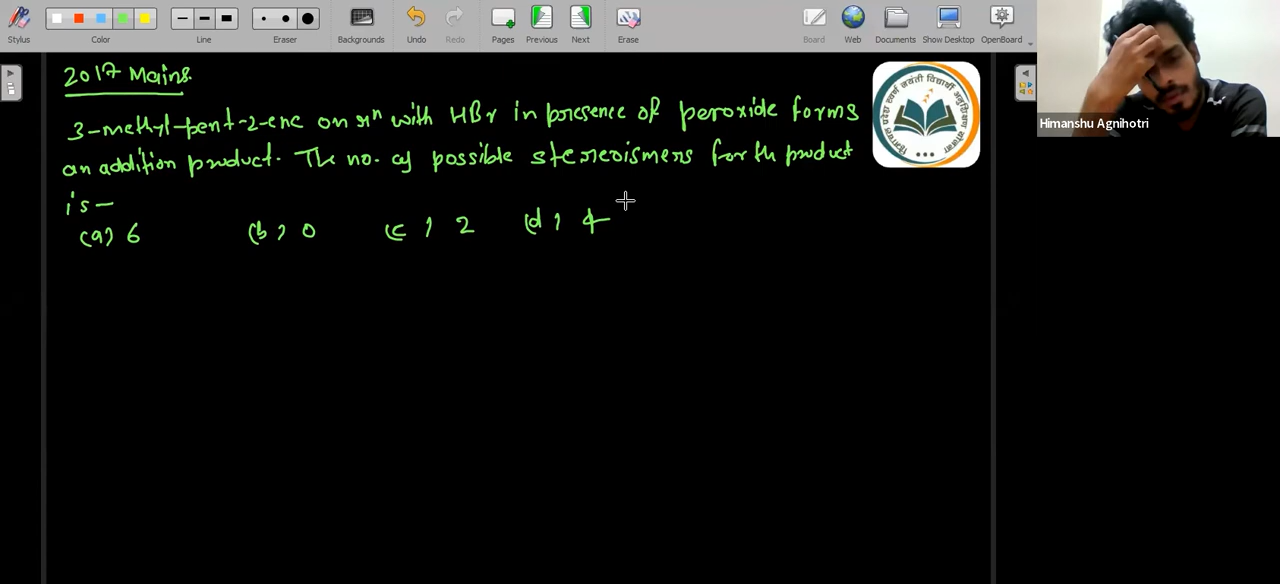 Stylus
Color
Line
Eraser
Backgrounds
Undo
Redo
Pages
Previous
Next
Erase
Board
Web
Documents
Show Desktop
OpenBoard
Himanshu Agnihotri
2017 Mains.
3-methyl-pent-2-ene on rxn with HBr in presence of peroxide forms
an addition product. The no. of possible stereoismers for th product
is-
(a) 6 (b) 0 (c) 2 (d) 4